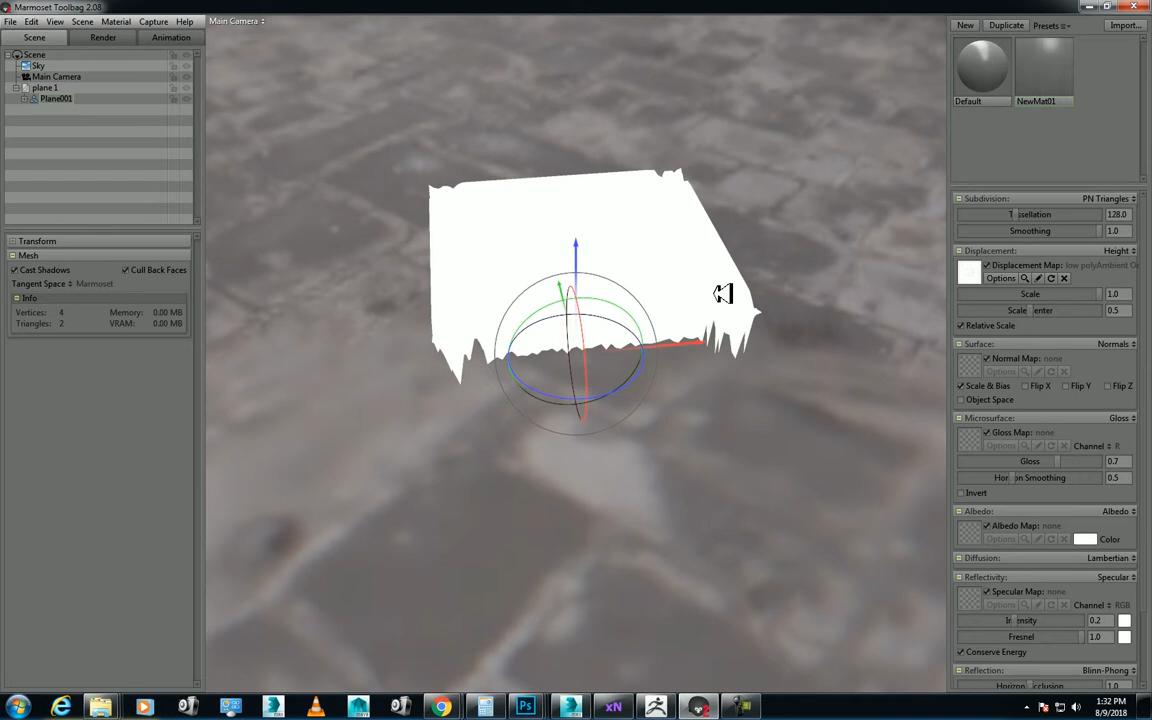 Marmoset Toolbag 2.08
File Edit View Scene Material Capture Help
Main Camera
New Duplicate Presets Import...
Scene Render Animation
Scene
Sky
Main Camera
plane 1
Plane001
Default NewMat01
Transform
Mesh
Cast Shadows Cull Back Faces
Tangent Space Marmoset
Info
Vertices: 4 Memory: 0.00 MB
Triangles: 2 VRAM: 0.00 MB
Subdivision: PN Triangles
128.0
Smoothing 1.0
Displacement: Height
Displacement Map: low polyAmbient
Options
Scale 1.0
0.5
Relative Scale
Surface: Normals
Normal Map: none
Options
Scale & Bias Flip X Flip Y Flip Z
Object Space
Microsurface: Gloss
Gloss Map: none
Options Channel R
Gloss 0.7
Smoothing 0.5
Invert
Albedo: Albedo
Albedo Map: none
Options Color
Diffusion: Lambertian
Reflectivity: Specular
Specular Map: none
Options Channel RGB
0.2
Fresnel 1.0
Conserve Energy
Reflection: Blinn-Phong
1.0
Ps xN
1:32 PM
8/9/2018